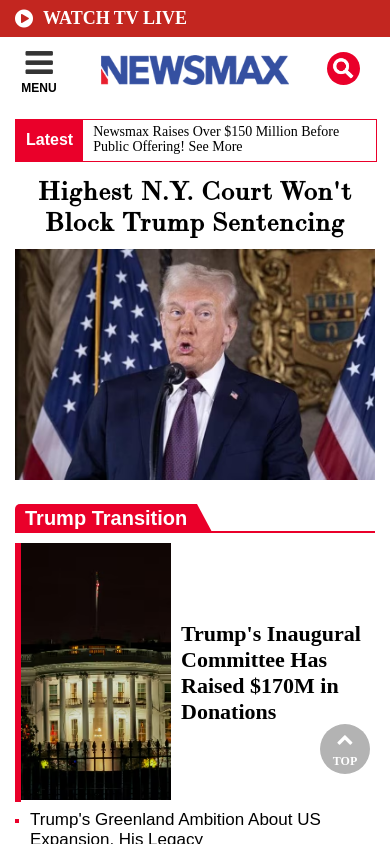 WATCH TV LIVE
MENU
NEWSMAX
Latest
Newsmax Raises Over $150 Million Before
Public Offering! See More
Highest N.Y. Court Won't
Block Trump Sentencing
Trump Transition
Trump's Inaugural
Committee Has
Raised $170M in
Donations
TOP
Trump's Greenland Ambition About US
Expansion, His Legacy